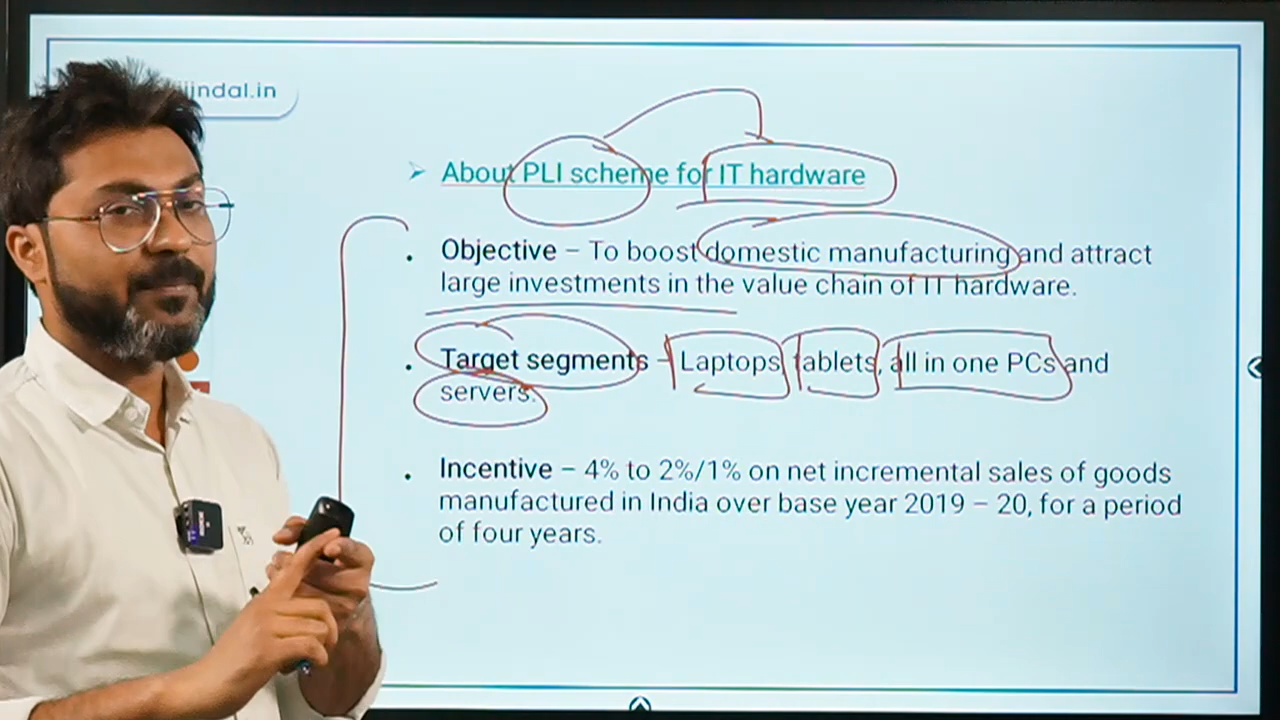 jindal.in
➢ About PLI scheme for IT hardware
. Objective – To boost domestic manufacturing and attract
large investments in the value chain of IT hardware.
. Target segments – Laptops, tablets, all in one PCs and
servers.
. Incentive – 4% to 2%/1% on net incremental sales of goods
manufactured in India over base year 2019 – 20, for a period
of four years.